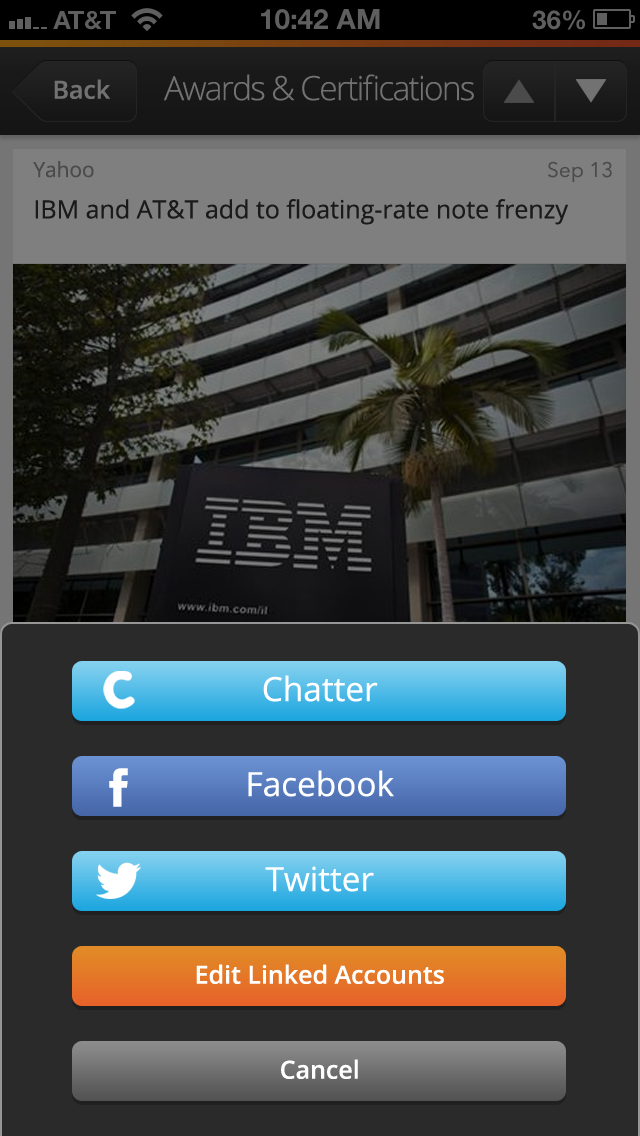 AT&T 10:42 AM 36%
Back Awards & Certifications
Yahoo Sep 13
IBM and AT&T add to floating-rate note frenzy
IBM
www.ibm.com/il
Chatter
Facebook
Twitter
Edit Linked Accounts
Cancel